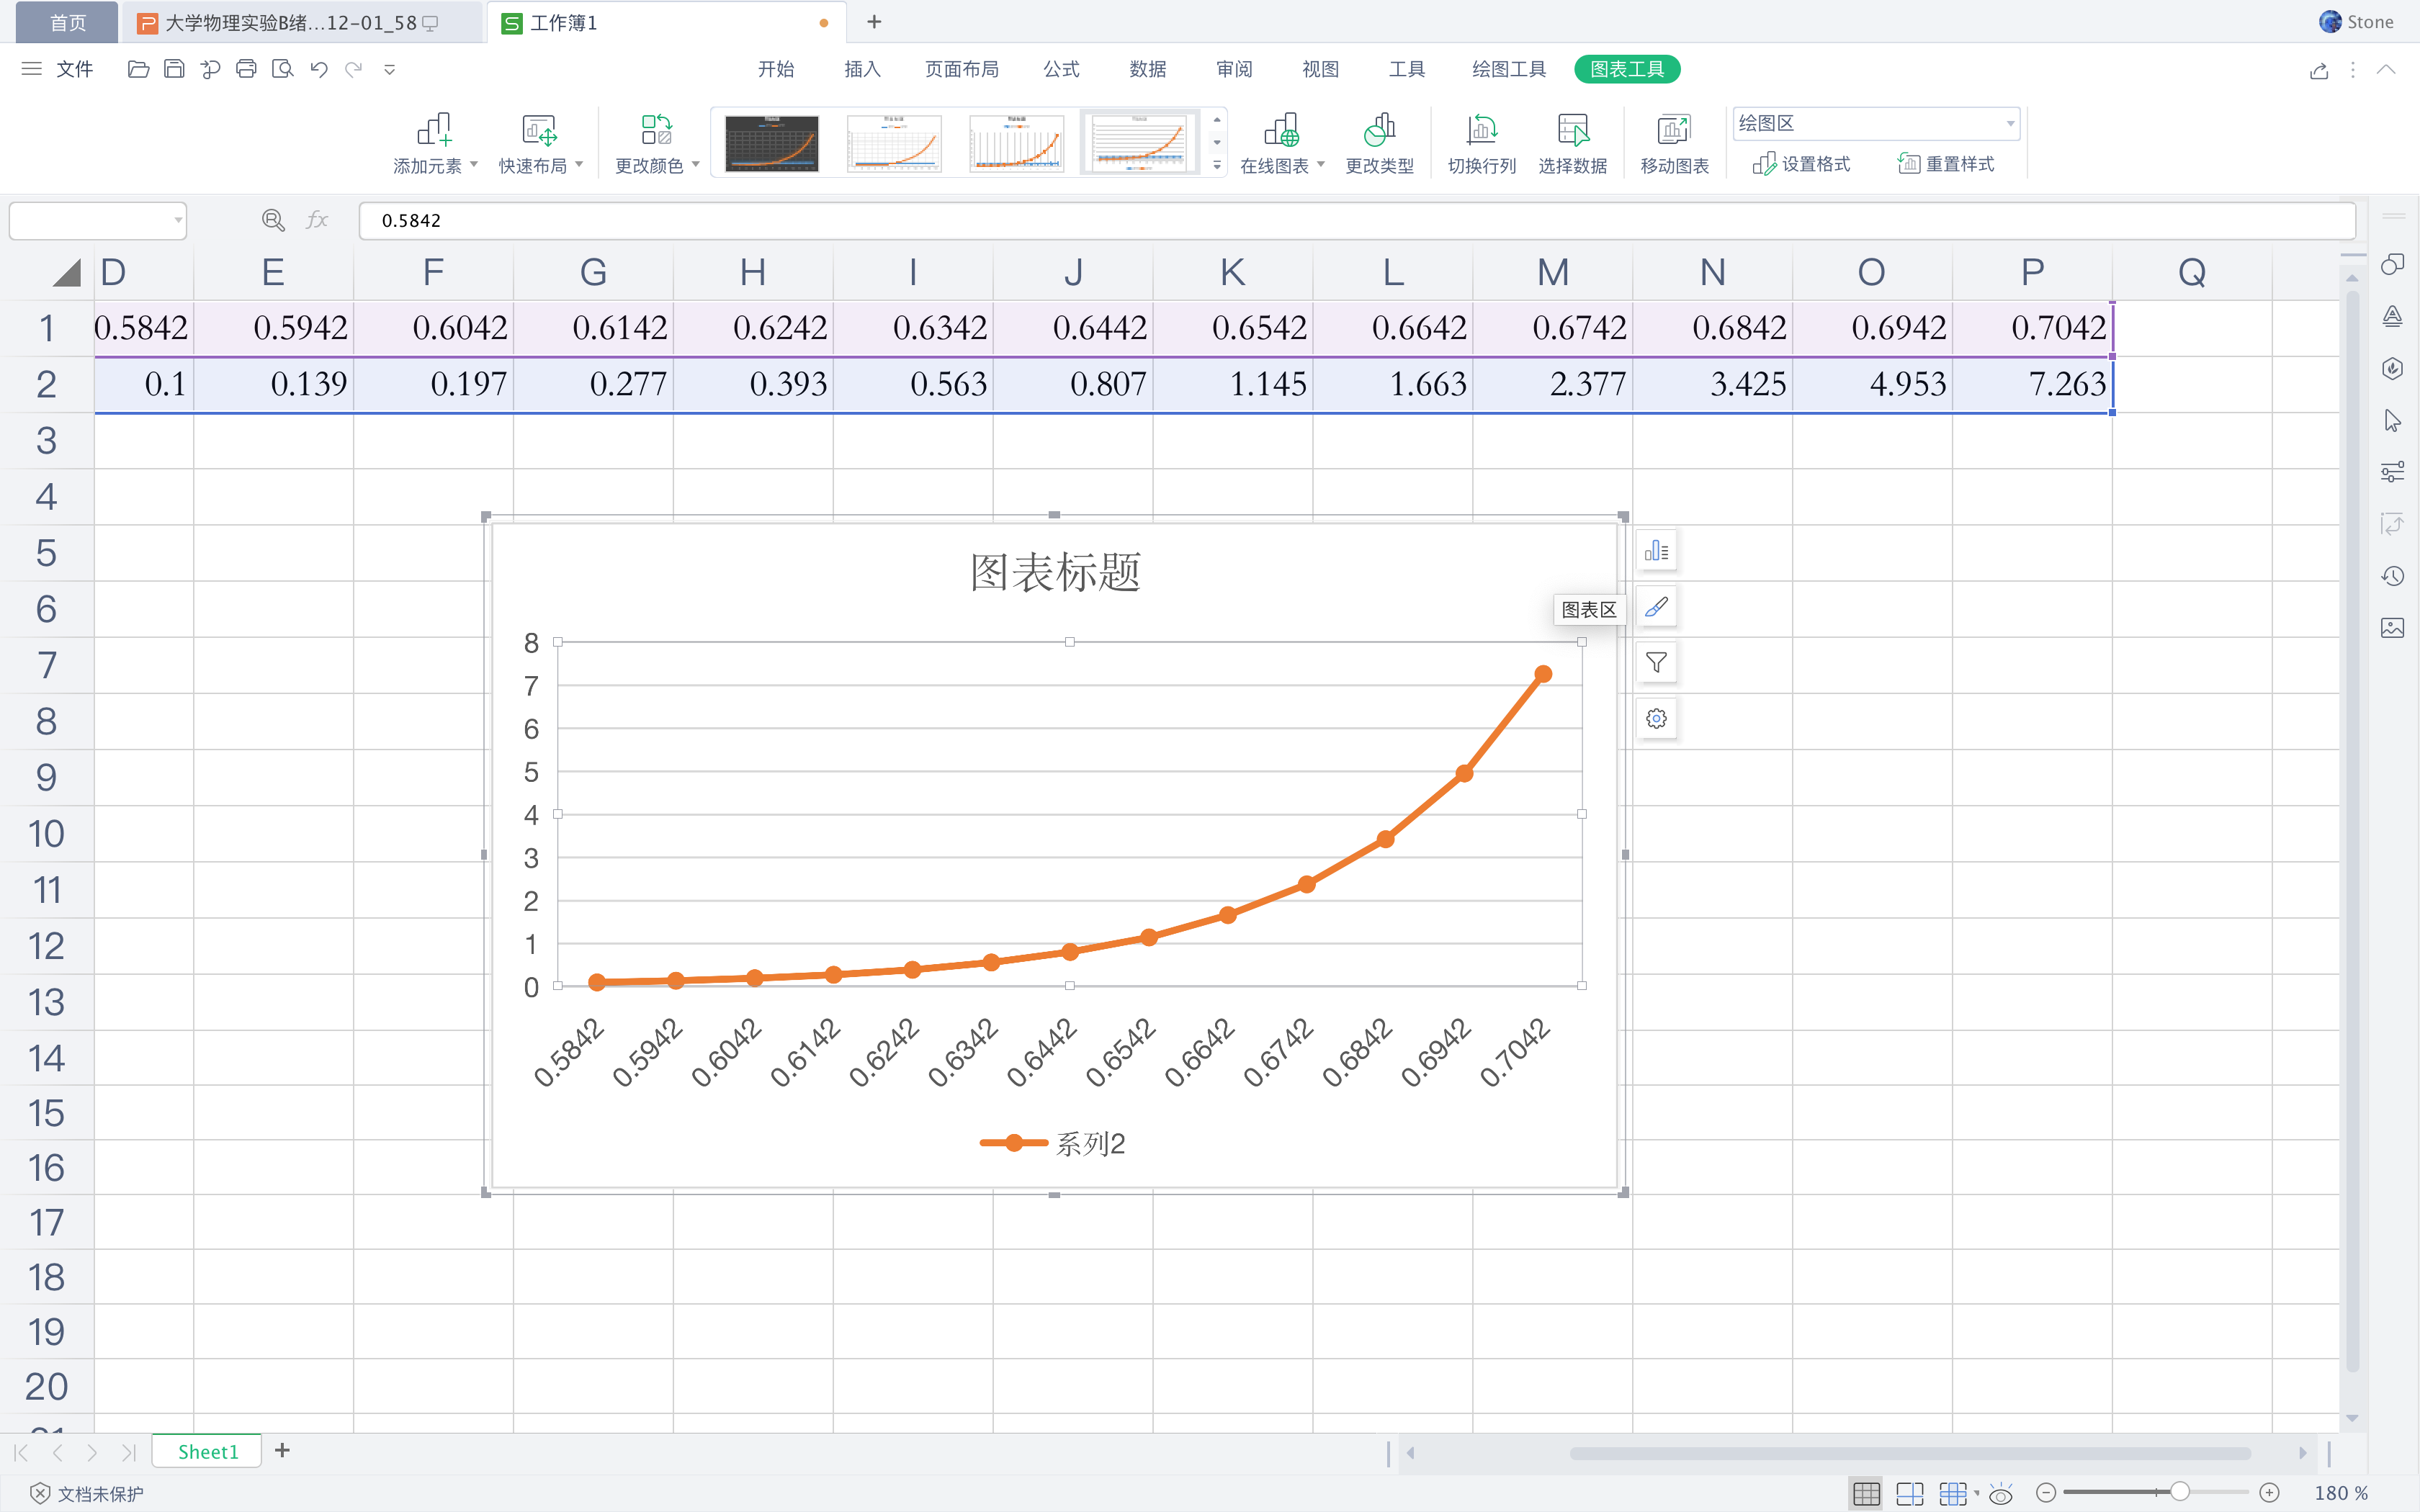 首页
大学物理实验B绪...12-01_58
工作簿1
Stone
文件
开始 插入 页面布局 公式 数据 审阅 视图 工具 绘图工具 图表工具
添加元素 快速布局 更改颜色 在线图表 更改类型 切换行列 选择数据 移动图表
绘图区
设置格式 重置样式
fx 0.5842
D E F G H I J K L M N O P Q
1 0.5842 0.5942 0.6042 0.6142 0.6242 0.6342 0.6442 0.6542 0.6642 0.6742 0.6842 0.6942 0.7042
2 0.1 0.139 0.197 0.277 0.393 0.563 0.807 1.145 1.663 2.377 3.425 4.953 7.263
3
4
5
6
7
8
9
10
11
12
13
14
15
16
17
18
19
20
21
图表标题
图表区
8
7
6
5
4
3
2
1
0
0.5842 0.5942 0.6042 0.6142 0.6242 0.6342 0.6442 0.6542 0.6642 0.6742 0.6842 0.6942 0.7042
系列2
Sheet1
文档未保护
180 %